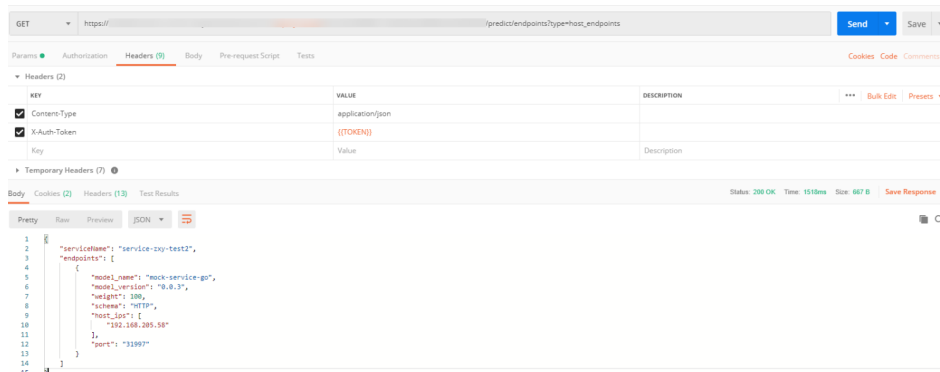 GET https:// /predict/endpoints?type=host_endpoints Send Save
Params Authorization Headers (9) Body Pre-request Script Tests Cookies Code Comments
Headers (2)
KEY VALUE DESCRIPTION ••• Bulk Edit Presets
Content-Type application/json
X-Auth-Token {{TOKEN}}
Key Value Description
Temporary Headers (7)
Body Cookies (2) Headers (13) Test Results Status: 200 OK Time: 1518ms Size: 667 B Save Response
Pretty Raw Preview JSON
1 {
2 "serviceName": "service-zxy-test2",
3 "endpoints": [
4 {
5 "model_name": "mock-service-go",
6 "model_version": "0.0.3",
7 "weight": 100,
8 "schema": "HTTP",
9 "host_ips": [
10 "192.168.205.58"
11 ],
12 "port": "31997"
13 }
14 ]
15 }